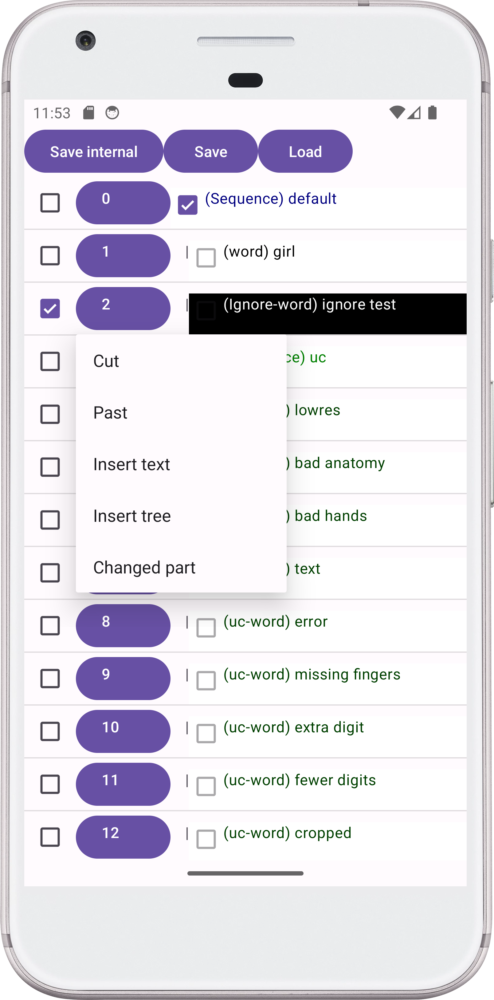 11:53
Save internal Save Load
0 (Sequence) default
1 | (word) girl
2 | (Ignore-word) ignore test
Cut
ce) uc
Past
) lowres
Insert text
) bad anatomy
Insert tree
) bad hands
Changed part
) text
8 | (uc-word) error
9 | (uc-word) missing fingers
10 | (uc-word) extra digit
11 | (uc-word) fewer digits
12 | (uc-word) cropped